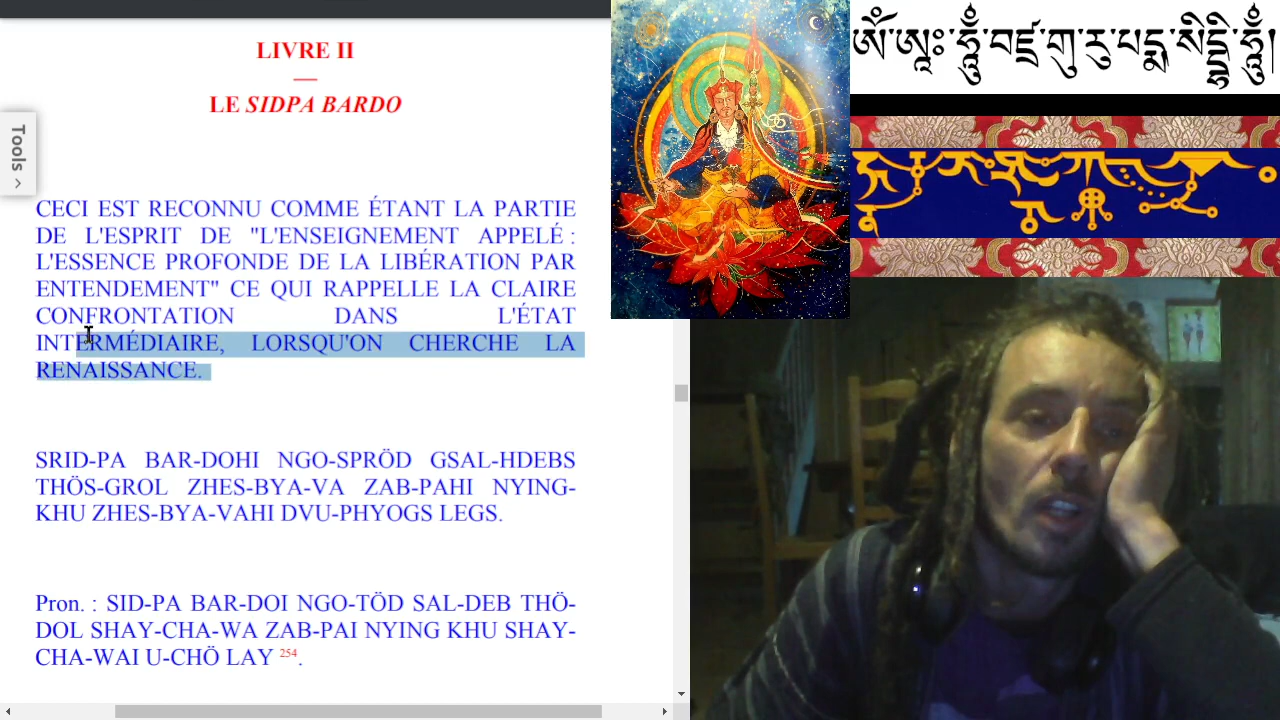 LIVRE II
LE SIDPA BARDO
CECI EST RECONNU COMME ÉTANT LA PARTIE
DE L'ESPRIT DE "L'ENSEIGNEMENT APPELÉ :
L'ESSENCE PROFONDE DE LA LIBÉRATION PAR
ENTENDEMENT" CE QUI RAPPELLE LA CLAIRE
CONFRONTATION DANS L'ÉTAT
INTERMÉDIAIRE, LORSQU'ON CHERCHE LA
RENAISSANCE.
SRID-PA BAR-DOHI NGO-SPRÖD GSAL-HDEBS
THÖS-GROL ZHES-BYA-VA ZAB-PAHI NYING-
KHU ZHES-BYA-VAHI DVU-PHYOGS LEGS.
Pron. : SID-PA BAR-DOI NGO-TÖD SAL-DEB THÖ-
DOL SHAY-CHA-WA ZAB-PAI NYING KHU SHAY-
CHA-WAI U-CHÖ LAY 254.
Tools
ༀ་ཨཱཿ་ཧཱུྃ་བཛྲ་གུ་རུ་པདྨ་སིདྡྷི་ཧཱུྃ།